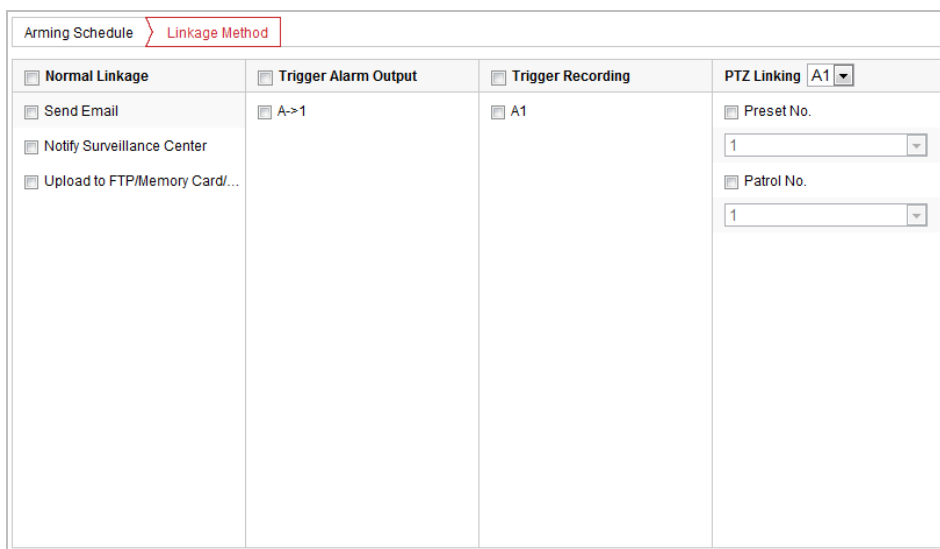 Arming Schedule Linkage Method
Normal Linkage Trigger Alarm Output Trigger Recording PTZ Linking A1
Send Email A->1 A1 Preset No.
Notify Surveillance Center 1
Upload to FTP/Memory Card/... Patrol No.
1